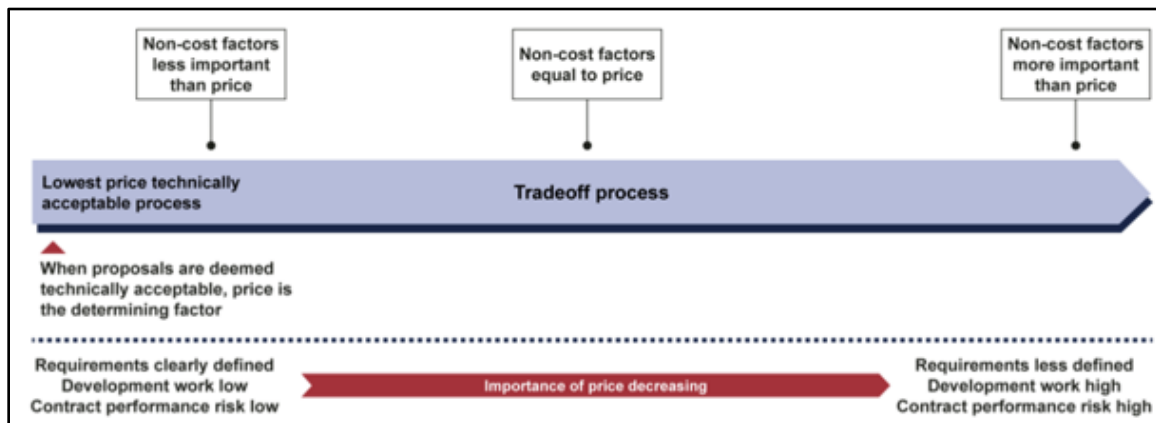 Non-cost factors
less important
than price
Non-cost factors
equal to price
Non-cost factors
more important
than price
Lowest price technically
acceptable process
Tradeoff process
When proposals are deemed
technically acceptable, price is
the determining factor
Requirements clearly defined
Development work low
Contract performance risk low
Importance of price decreasing
Requirements less defined
Development work high
Contract performance risk high